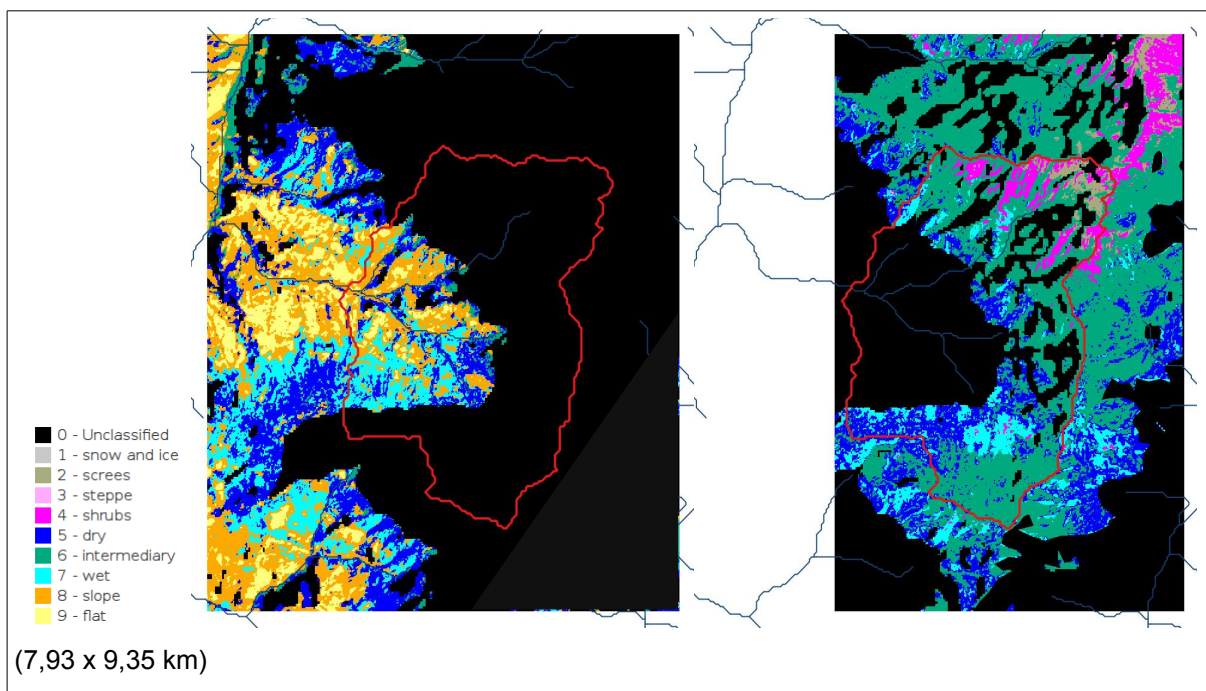 0 - Unclassified
1 - snow and ice
2 - screes
3 - steppe
4 - shrubs
5 - dry
6 - intermediary
7 - wet
8 - slope
9 - flat
(7,93 x 9,35 km)